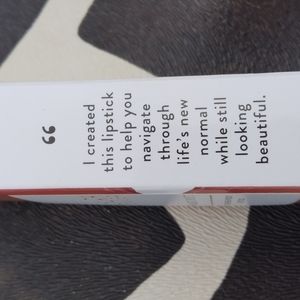 “
I created
this lipstick
to help you
navigate
through
life's new
normal
while still
looking
beautiful.